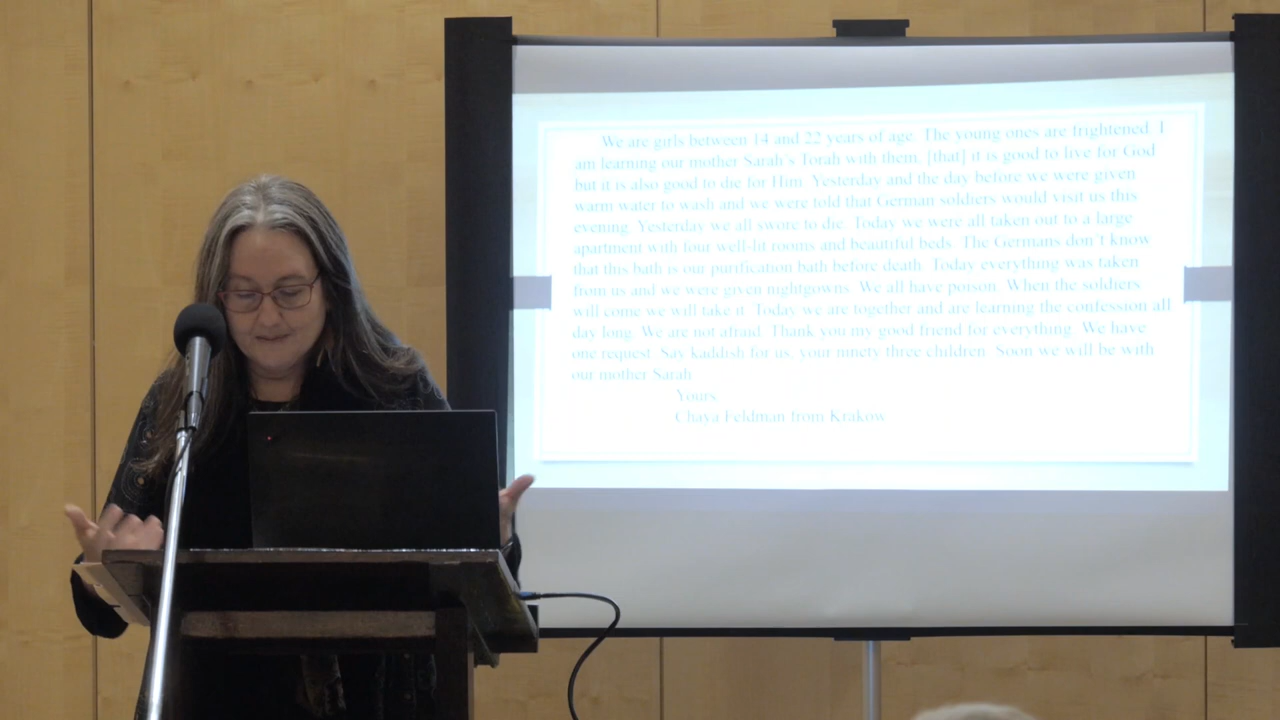 We are girls between 14 and 22 years of age. The young ones are frightened. I
am learning our mother Sarah's Torah with them, [that] it is good to live for God
but it is also good to die for Him. Yesterday and the day before we were given
warm water to wash and we were told that German soldiers would visit us this
evening. Yesterday we all swore to die. Today we were all taken out to a large
apartment with four well-lit rooms and beautiful beds. The Germans don't know
that this bath is our purification bath before death. Today everything was taken
from us and we were given nightgowns. We all have poison. When the soldiers
will come we will take it. Today we are together and are learning the confession all
day long. We are not afraid. Thank you my good friend for everything. We have
one request. Say kaddish for us, your ninety three children. Soon we will be with
our mother Sarah.
Yours,
Chaya Feldman from Krakow